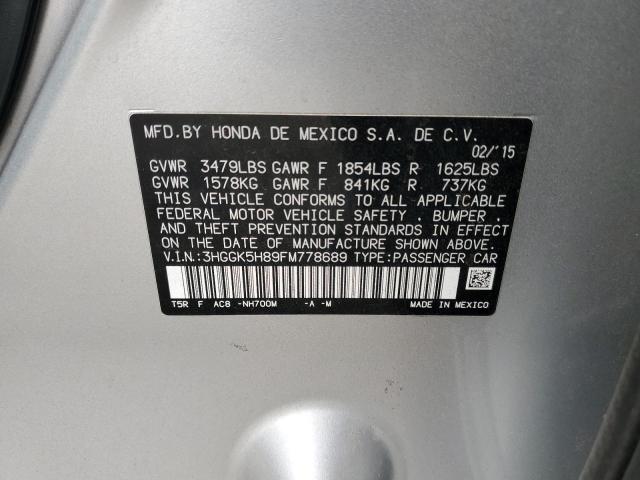 MFD.BY HONDA DE MEXICO S.A. DE C.V.
02/'15
GVWR 3479LBS GAWR F 1854LBS R 1625LBS
GVWR 1578KG GAWR F 841KG R 737KG
THIS VEHICLE CONFORMS TO ALL APPLICABLE
FEDERAL MOTOR VEHICLE SAFETY , BUMPER ,
AND THEFT PREVENTION STANDARDS IN EFFECT
ON THE DATE OF MANUFACTURE SHOWN ABOVE.
V.I.N.:3HGGK5H89FM778689 TYPE:PASSENGER CAR
T5R F AC8 -NH700M -A -M MADE IN MEXICO